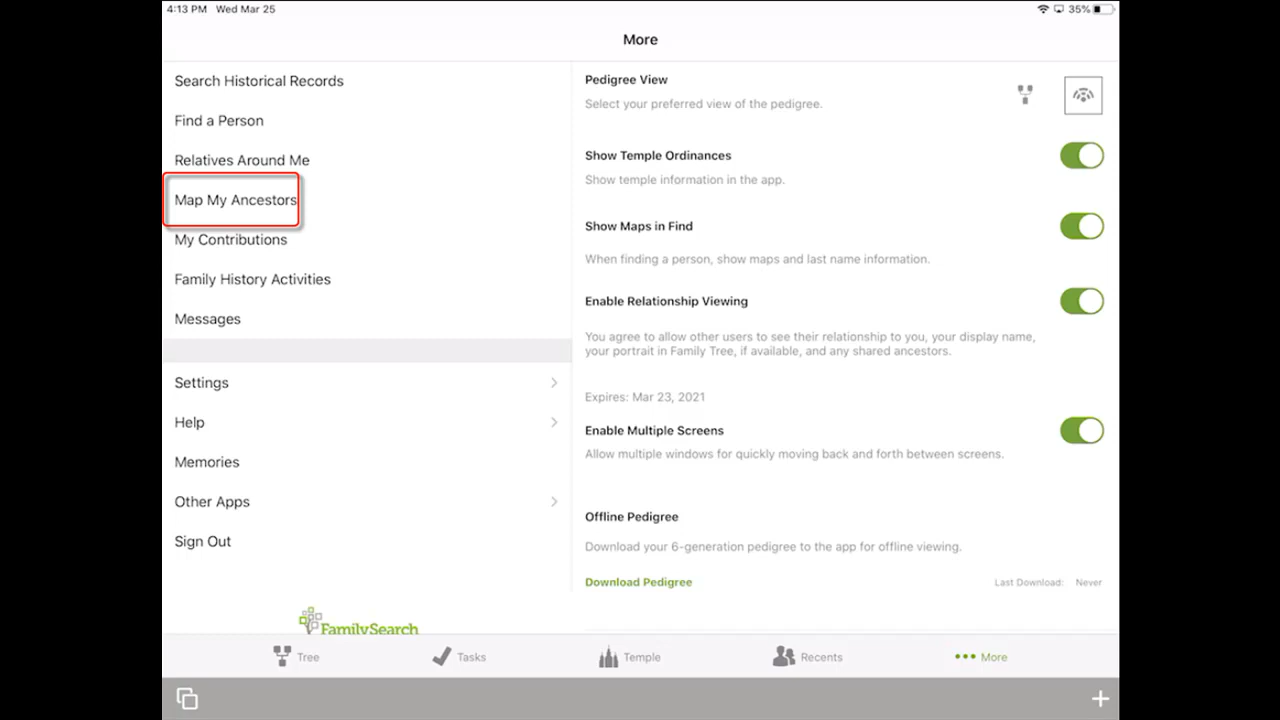 4:13 PM Wed Mar 25
35%
More
Search Historical Records
Find a Person
Relatives Around Me
Map My Ancestors
My Contributions
Family History Activities
Messages
Settings
Help
Memories
Other Apps
Sign Out
FamilySearch
Pedigree View
Select your preferred view of the pedigree.
Show Temple Ordinances
Show temple information in the app.
Show Maps in Find
When finding a person, show maps and last name information.
Enable Relationship Viewing
You agree to allow other users to see their relationship to you, your display name,
your portrait in Family Tree, if available, and any shared ancestors.
Expires: Mar 23, 2021
Enable Multiple Screens
Allow multiple windows for quickly moving back and forth between screens.
Offline Pedigree
Download your 6-generation pedigree to the app for offline viewing.
Download Pedigree
Last Download: Never
Tree
Tasks
Temple
Recents
More